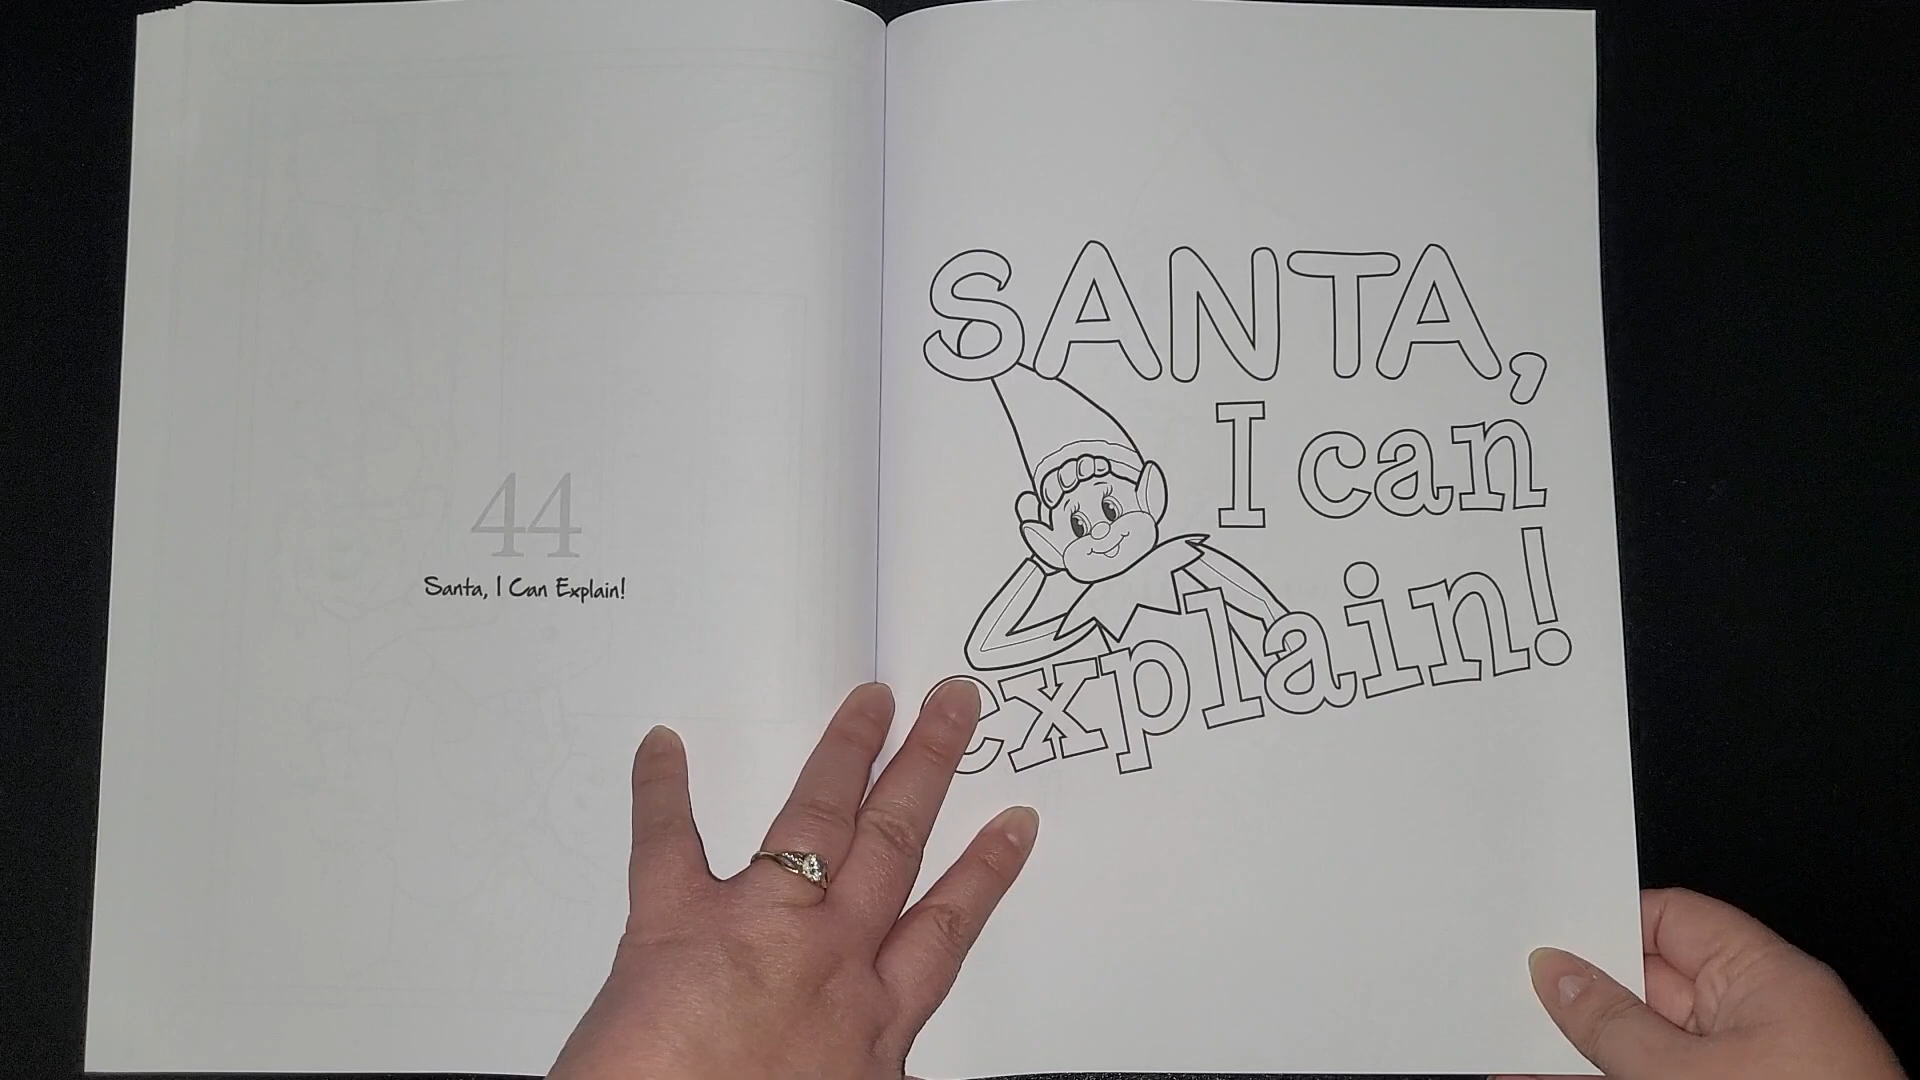 44
Santa, I Can Explain!
SANTA,
I can
explain!